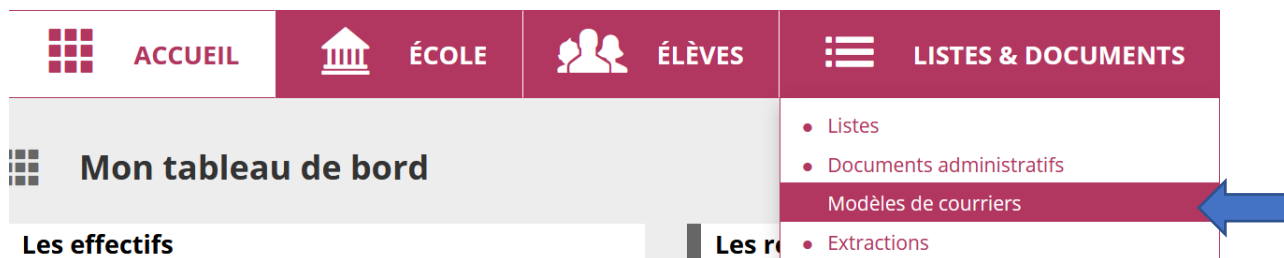 ACCUEIL
ÉCOLE
ÉLÈVES
LISTES & DOCUMENTS
Mon tableau de bord
Listes
Documents administratifs
Modèles de courriers
Extractions
Les effectifs
Les